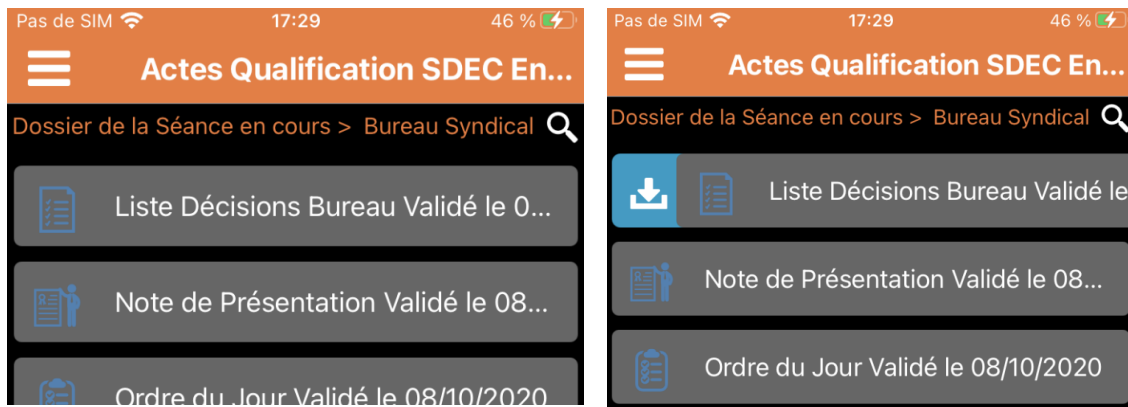 Pas de SIM 17:29 46 %
Actes Qualification SDEC En...
Dossier de la Séance en cours > Bureau Syndical
Liste Décisions Bureau Validé le 0...
Note de Présentation Validé le 08...
Ordre du Jour Validé le 08/10/2020
Pas de SIM 17:29 46 %
Actes Qualification SDEC En...
Dossier de la Séance en cours > Bureau Syndical
Liste Décisions Bureau Validé le
Note de Présentation Validé le 08...
Ordre du Jour Validé le 08/10/2020